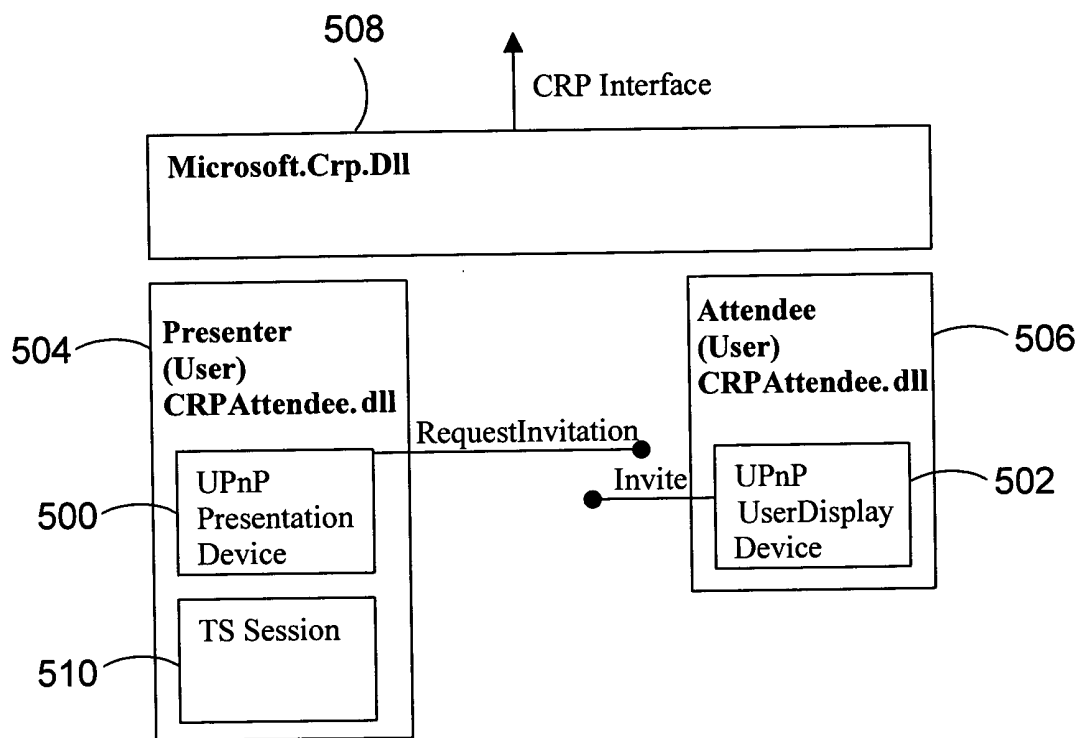 508
CRP Interface
Microsoft.Crp.Dll
504
Presenter
(User)
CRPAttendee.dll
Attendee
(User)
CRPAttendee.dll
506
RequestInvitation
Invite
500
UPnP
Presentation
Device
UPnP
UserDisplay
Device
502
510
TS Session